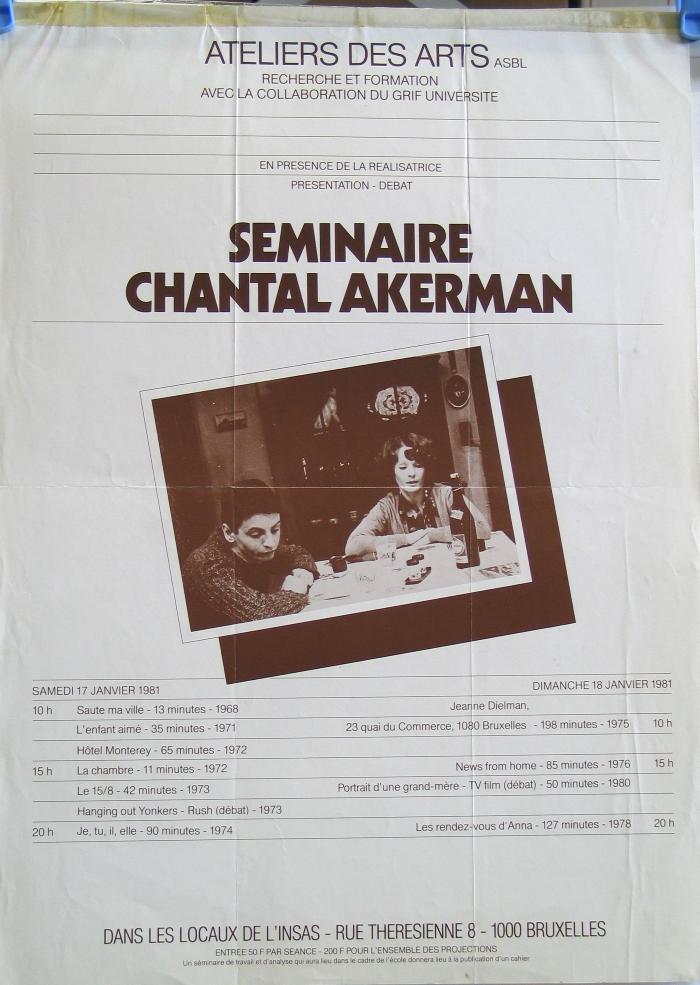 ATELIERS DES ARTS ASBL
RECHERCHE ET FORMATION
AVEC LA COLLABORATION DU GRIF UNIVERSITE
EN PRESENCE DE LA REALISATRICE
PRESENTATION - DEBAT
SEMINAIRE
CHANTAL AKERMAN
SAMEDI 17 JANVIER 1981
10 h Saute ma ville - 13 minutes - 1968
L'enfant aimé - 35 minutes - 1971
Hôtel Monterey - 65 minutes - 1972
15 h La chambre - 11 minutes - 1972
Le 15/8 - 42 minutes - 1973
Hanging out Yonkers - Rush (débat) - 1973
20 h Je, tu, il, elle - 90 minutes - 1974
DIMANCHE 18 JANVIER 1981
Jeanne Dielman,
23 quai du Commerce, 1080 Bruxelles - 198 minutes - 1975 10 h
News from home - 85 minutes - 1976 15 h
Portrait d'une grand-mère - TV film (débat) - 50 minutes - 1980
Les rendez-vous d'Anna - 127 minutes - 1978 20 h
DANS LES LOCAUX DE L'INSAS - RUE THERESIENNE 8 - 1000 BRUXELLES
ENTREE 50 F PAR SEANCE - 200 F POUR L'ENSEMBLE DES PROJECTIONS
Un séminaire de travail et d'analyse qui aura lieu dans le cadre de l'école donnera lieu à la publication d'un cahier